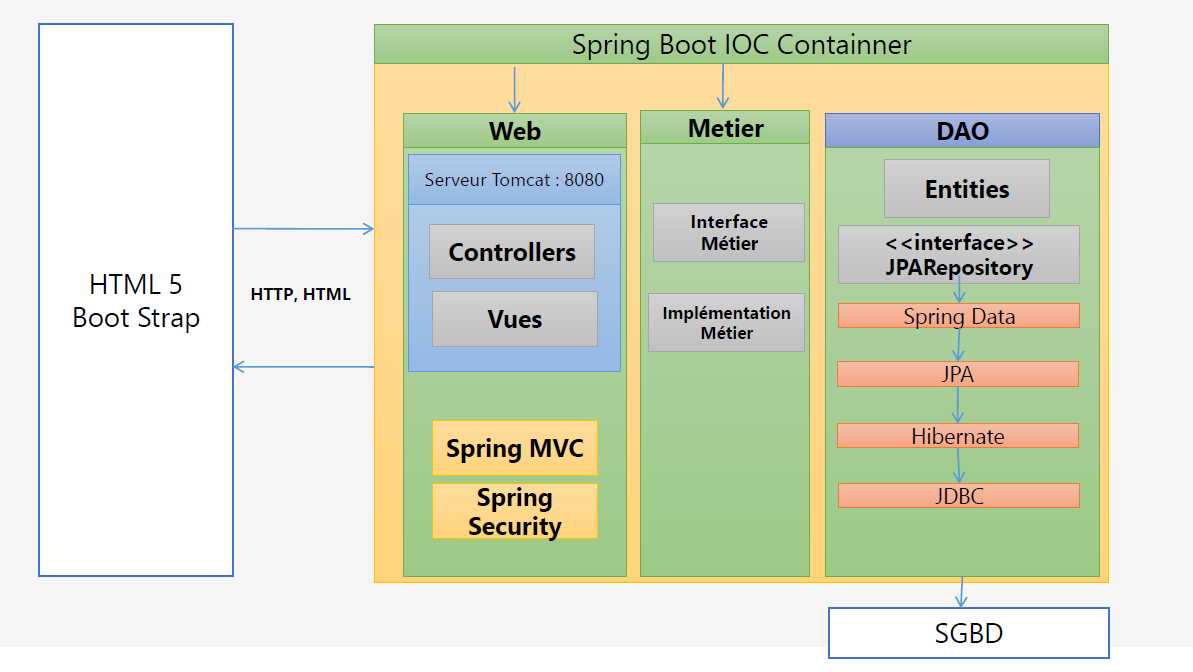 Spring Boot IOC Containner
HTML 5
Boot Strap
HTTP, HTML
Web
Serveur Tomcat : 8080
Controllers
Vues
Spring MVC
Spring
Security
Metier
Interface
Métier
Implémentation
Métier
DAO
Entities
<<interface>>
JPARepository
Spring Data
JPA
Hibernate
JDBC
SGBD